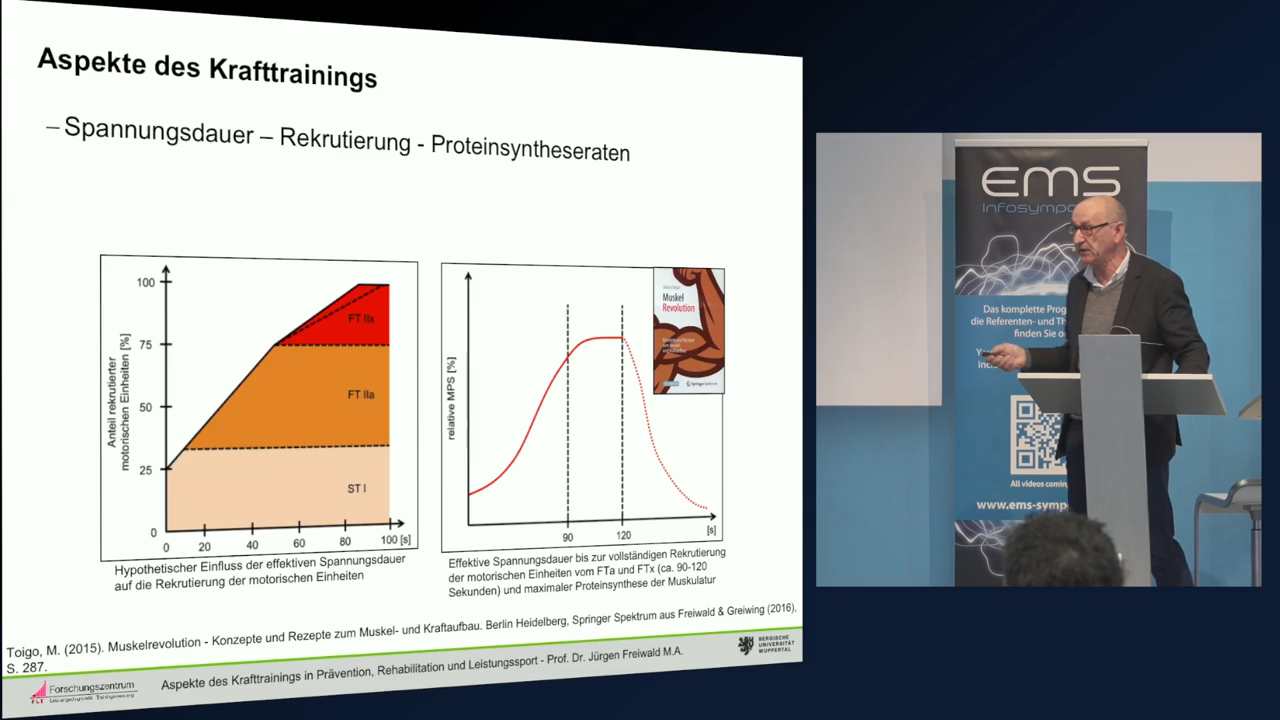 Aspekte des Krafttrainings
– Spannungsdauer – Rekrutierung - Proteinsyntheseraten
Anteil rekrutierter
motorischen Einheiten [%]
100
75
50
25
0
FT IIx
FT IIa
ST I
0 20 40 60 80 100 [s]
Hypothetischer Einfluss der effektiven Spannungsdauer
auf die Rekrutierung der motorischen Einheiten
relative MPS [%]
90 120 [s]
Muskel
Revolution
Effektive Spannungsdauer bis zur vollständigen Rekrutierung
der motorischen Einheiten vom FTa und FTx (ca. 90-120
Sekunden) und maximaler Proteinsynthese der Muskulatur
Toigo, M. (2015). Muskelrevolution - Konzepte und Rezepte zum Muskel- und Kraftaufbau. Berlin Heidelberg, Springer Spektrum aus Freiwald & Greiwing (2016).
S. 287.
Forschungszentrum
FLT
Aspekte des Krafttrainings in Prävention, Rehabilitation und Leistungssport - Prof. Dr. Jürgen Freiwald M.A.
BERGISCHE
UNIVERSITÄT
WUPPERTAL
EMS
Infosympo
Das komplette Prog
die Referenten- und Th
finden Sie o
All videos coming
www.ems-symp